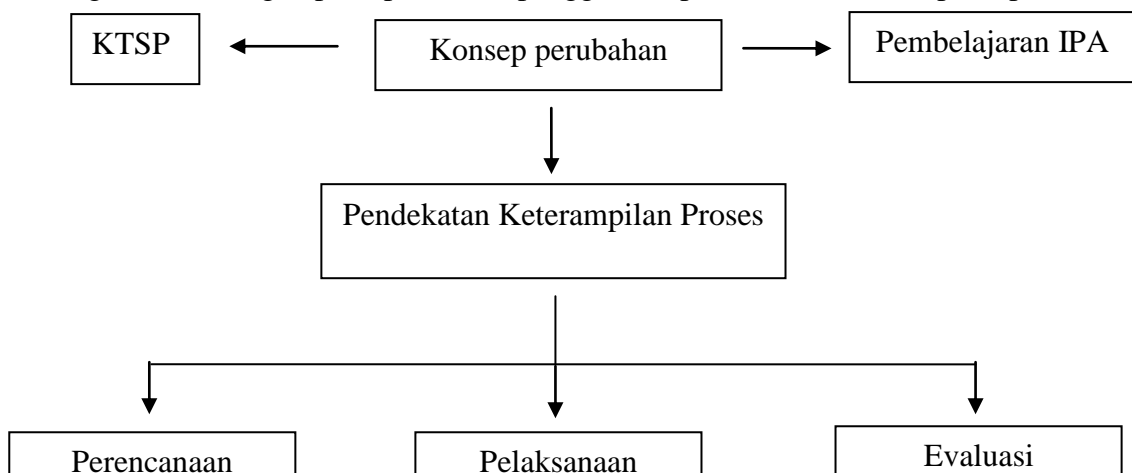 KTSP
Konsep perubahan
Pembelajaran IPA
Pendekatan Keterampilan Proses
Perencanaan
Pelaksanaan
Evaluasi